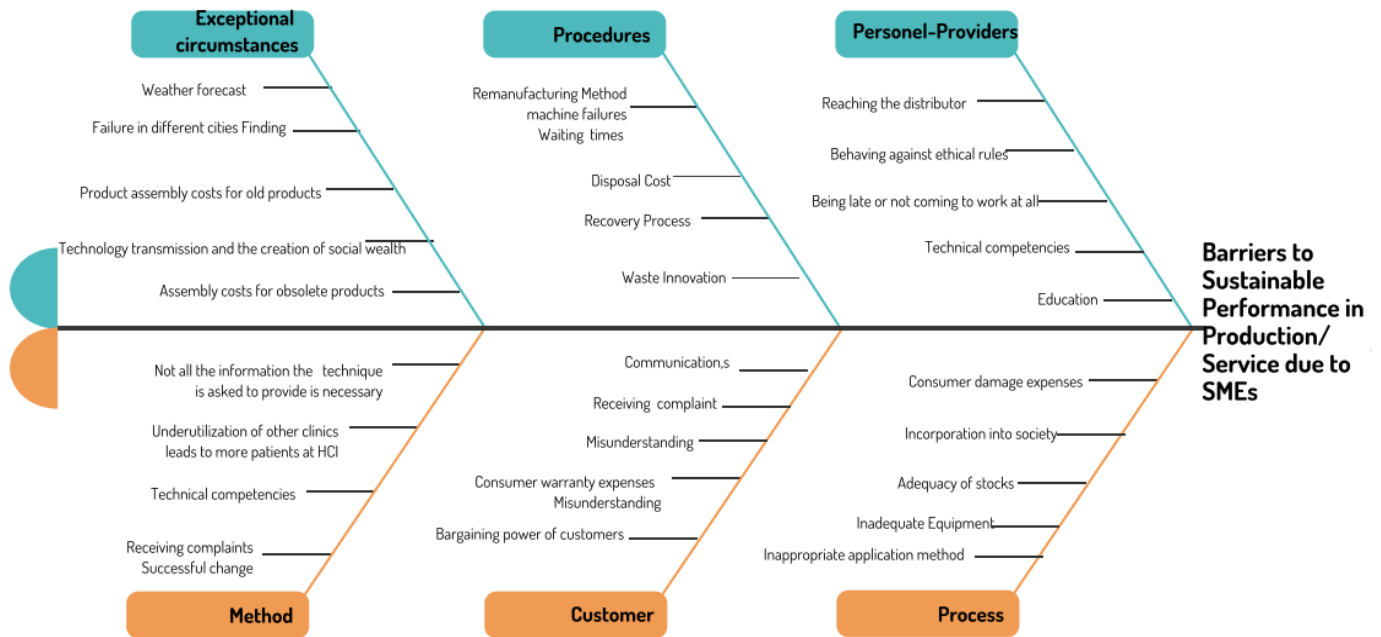 Exceptional
circumstances
Weather forecast
Failure in different cities Finding
Product assembly costs for old products
Technology transmission and the creation of social wealth
Assembly costs for obsolete products
Procedures
Remanufacturing Method
machine failures
Waiting times
Disposal Cost
Recovery Process
Waste Innovation
Personel-Providers
Reaching the distributor
Behaving against ethical rules
Being late or not coming to work at all
Technical competencies
Education
Barriers to
Sustainable
Performance in
Production/
Service due to
SMEs
Not all the information the technique
is asked to provide is necessary
Underutilization of other clinics
leads to more patients at HCI
Technical competencies
Receiving complaints
Successful change
Method
Communication,s
Receiving complaint
Misunderstanding
Consumer warranty expenses
Misunderstanding
Bargaining power of customers
Customer
Consumer damage expenses
Incorporation into society
Adequacy of stocks
Inadequate Equipment
Inappropriate application method
Process